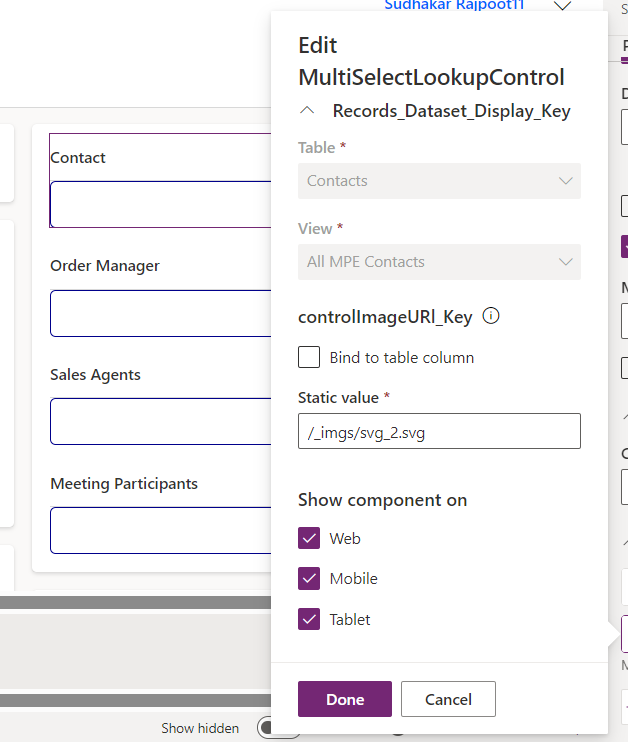 Sudhakar Rajpoot11
Contact
Order Manager
Sales Agents
Meeting Participants
Show hidden
Edit
MultiSelectLookupControl
Records_Dataset_Display_Key
Table *
Contacts
View *
All MPE Contacts
controlImageURl_Key
Bind to table column
Static value *
/_imgs/svg_2.svg
Show component on
Web
Mobile
Tablet
Done
Cancel